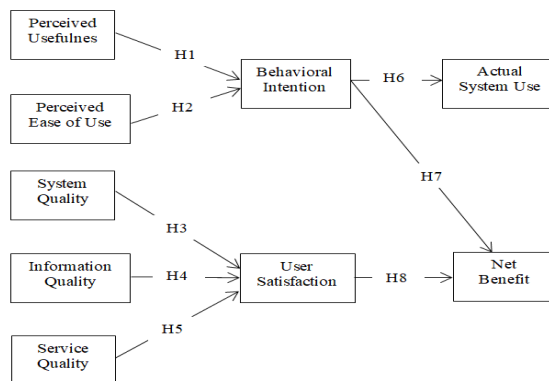 Perceived
Usefulnes
H1
Behavioral
Intention
H6
Actual
System Use
Perceived
Ease of Use
H2
H7
System
Quality
H3
Information
Quality
H4
User
Satisfaction
H8
Net
Benefit
H5
Service
Quality